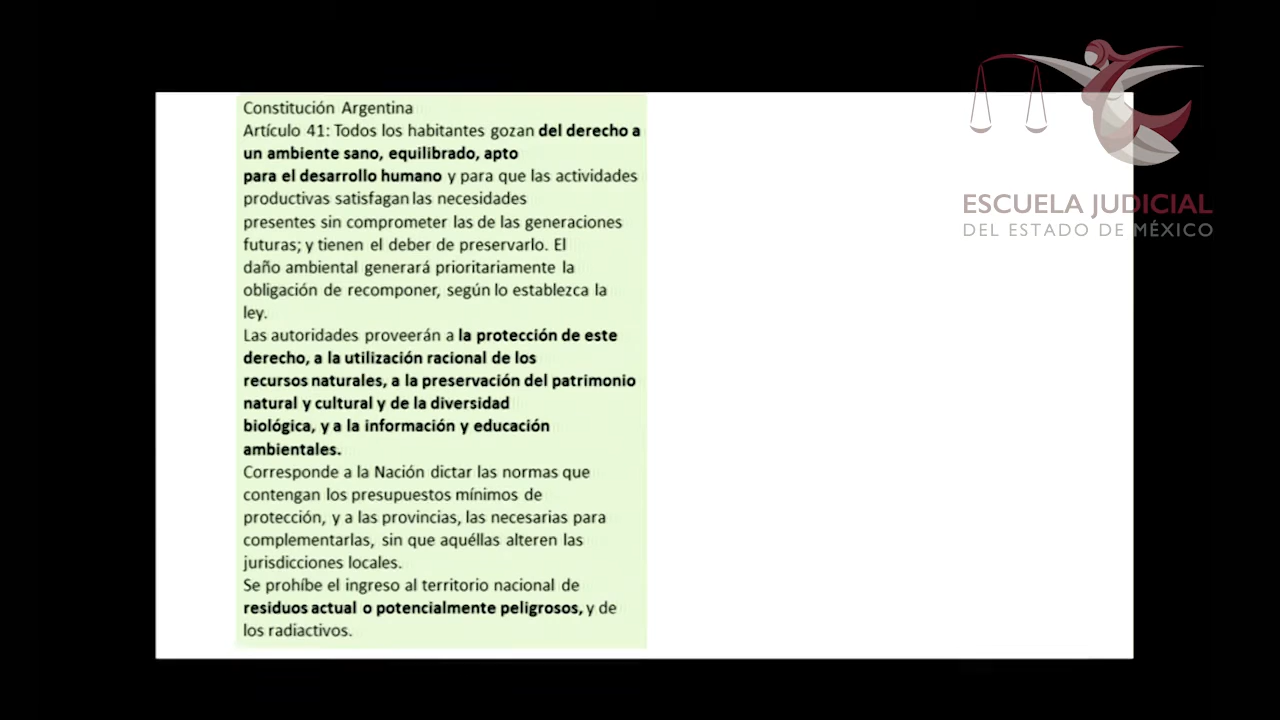 Constitución Argentina
Artículo 41: Todos los habitantes gozan del derecho a
un ambiente sano, equilibrado, apto
para el desarrollo humano y para que las actividades
productivas satisfagan las necesidades
presentes sin comprometer las de las generaciones
futuras; y tienen el deber de preservarlo. El
daño ambiental generará prioritariamente la
obligación de recomponer, según lo establezca la
ley.
Las autoridades proveerán a la protección de este
derecho, a la utilización racional de los
recursos naturales, a la preservación del patrimonio
natural y cultural y de la diversidad
biológica, y a la información y educación
ambientales.
Corresponde a la Nación dictar las normas que
contengan los presupuestos mínimos de
protección, y a las provincias, las necesarias para
complementarlas, sin que aquéllas alteren las
jurisdicciones locales.
Se prohíbe el ingreso al territorio nacional de
residuos actual o potencialmente peligrosos, y de
los radiactivos.
ESCUELA JUDICIAL
DEL ESTADO DE MÉXICO